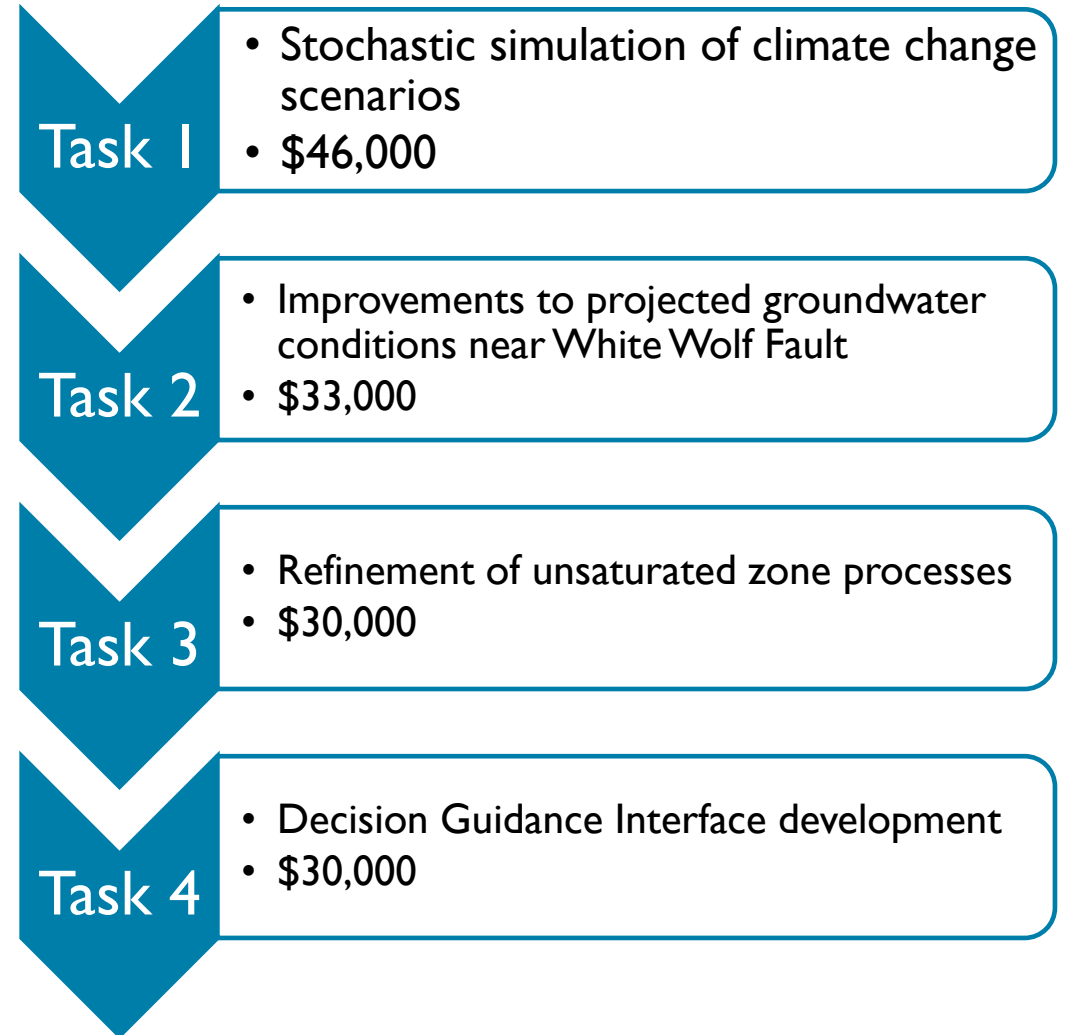 Task 1
• Stochastic simulation of climate change
scenarios
• $46,000
Task 2
• Improvements to projected groundwater
conditions near White Wolf Fault
• $33,000
Task 3
• Refinement of unsaturated zone processes
• $30,000
Task 4
• Decision Guidance Interface development
• $30,000